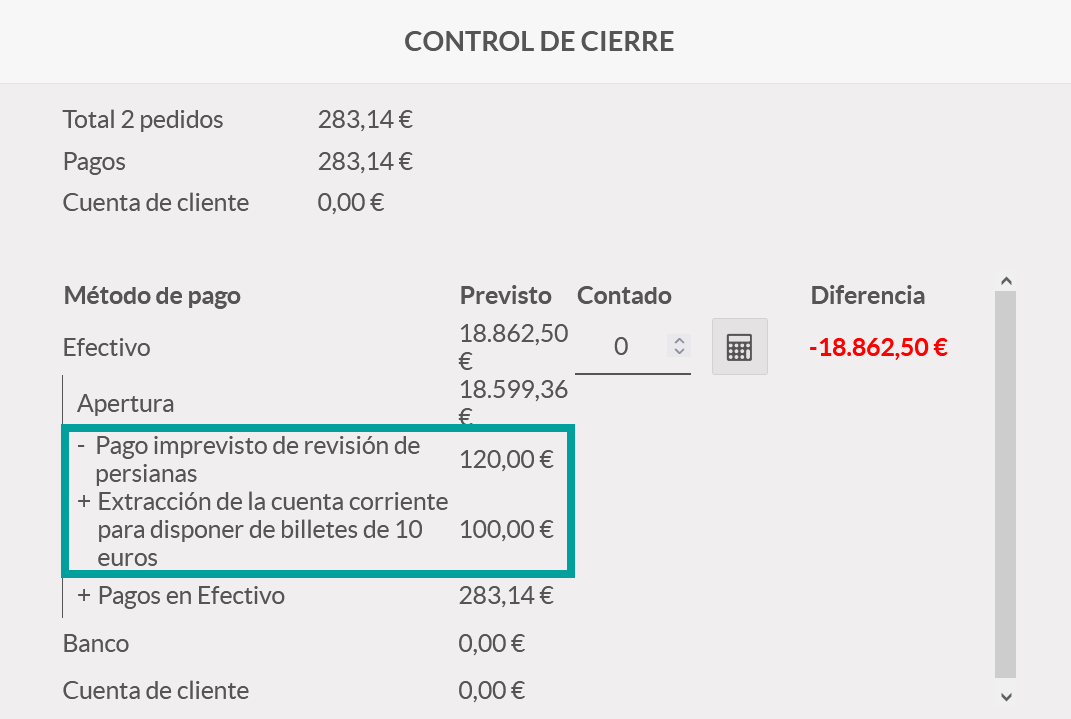 CONTROL DE CIERRE
Total 2 pedidos 283,14 €
Pagos 283,14 €
Cuenta de cliente 0,00 €
Método de pago Previsto Contado Diferencia
Efectivo 18.862,50 € 0 -18.862,50 €
Apertura 18.599,36 €
- Pago imprevisto de revisión de
persianas 120,00 €
+ Extracción de la cuenta corriente
para disponer de billetes de 10 100,00 €
euros
+ Pagos en Efectivo 283,14 €
Banco 0,00 €
Cuenta de cliente 0,00 €